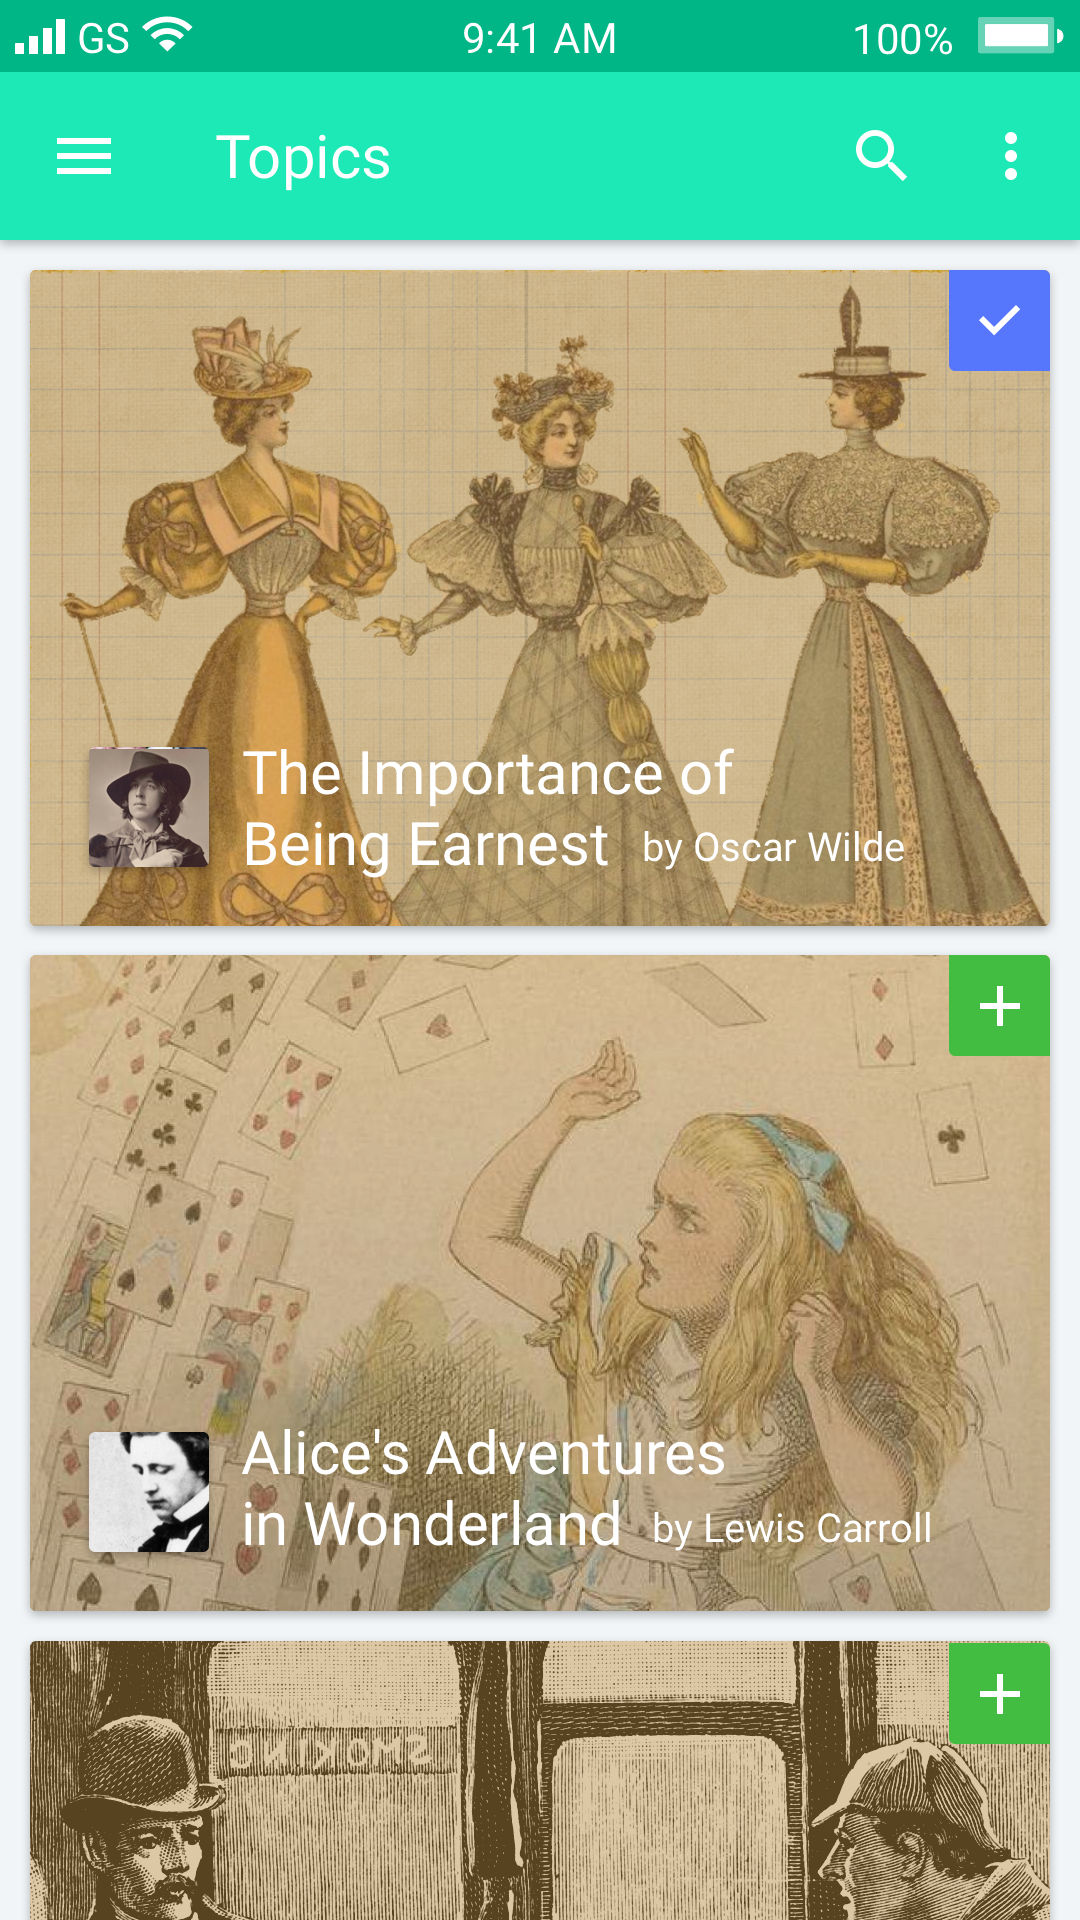 GS 9:41 AM 100%
Topics
The Importance of
Being Earnest by Oscar Wilde
Alice's Adventures
in Wonderland by Lewis Carroll
SMOKING